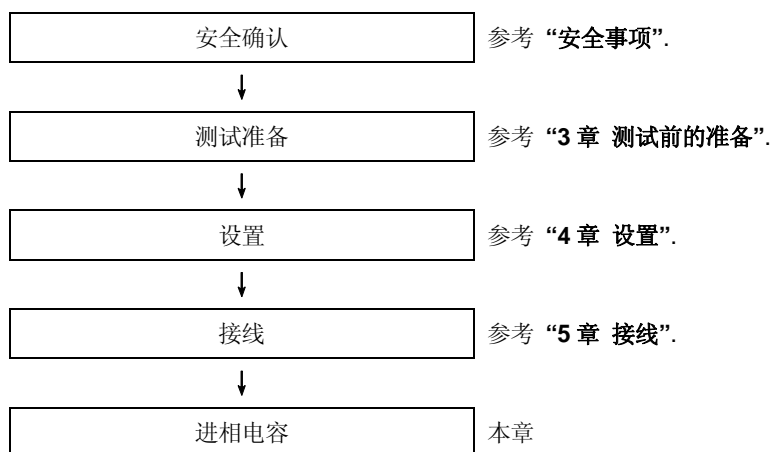 安全确认 参考 “安全事项”.
测试准备 参考 “3 章 测试前的准备”.
设置 参考 “4 章 设置”.
接线 参考 “5 章 接线”.
进相电容 本章